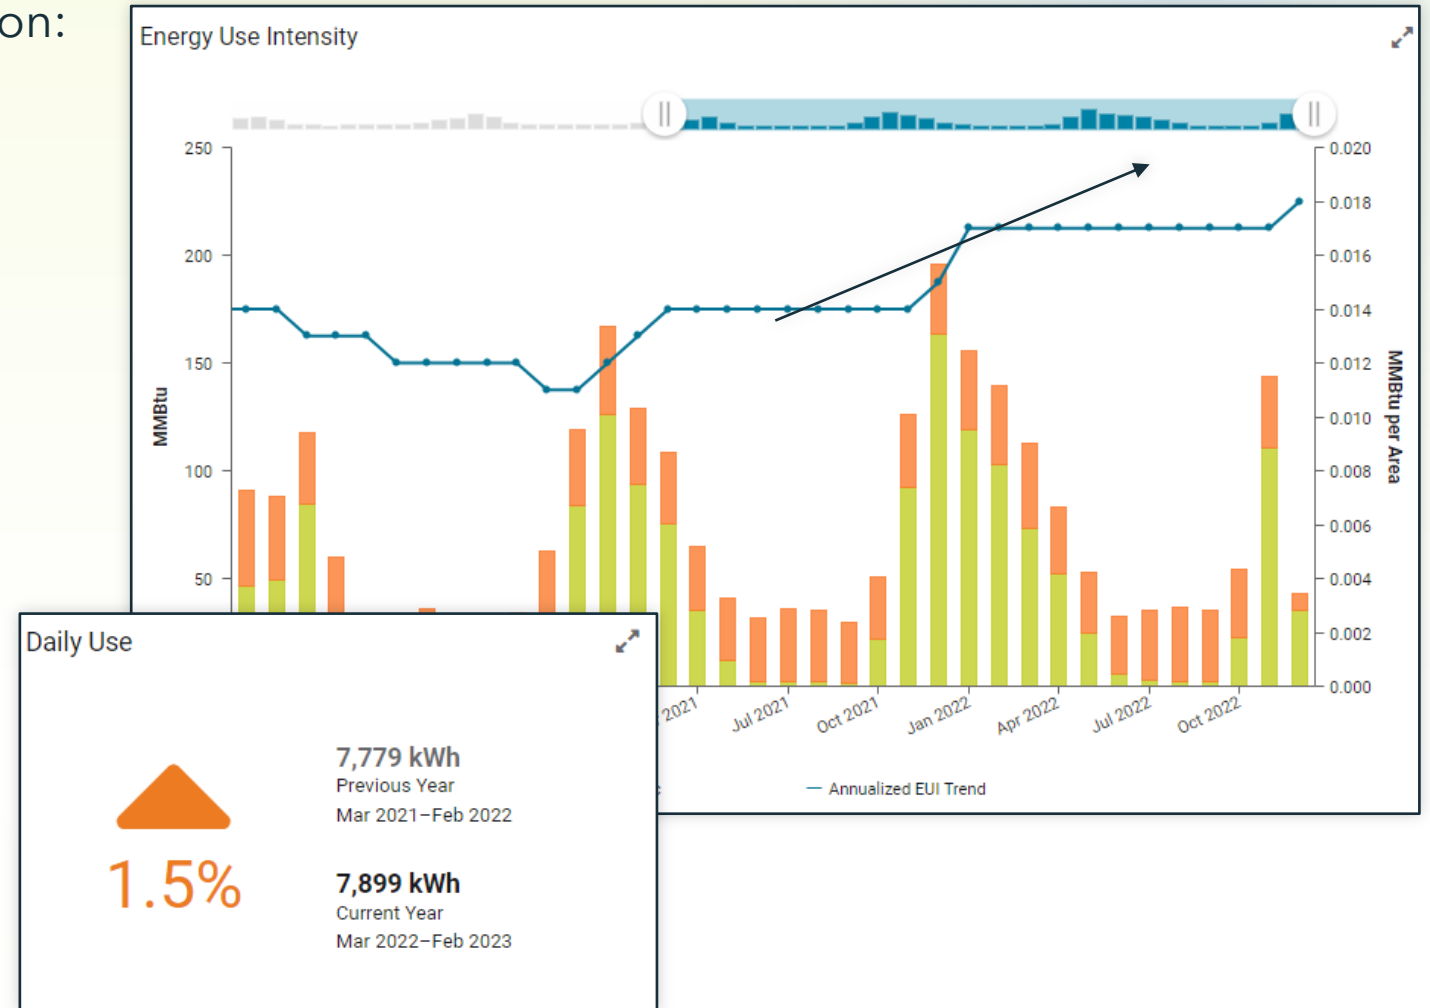 on:
Energy Use Intensity
250
200
150
100
50
MMBtu
0.020
0.018
0.016
0.014
0.012
0.010
0.008
0.006
0.004
0.002
0.000
MMBtu per Area
2021
Jul 2021
Oct 2021
Jan 2022
Apr 2022
Jul 2022
Oct 2022
Annualized EUI Trend
Daily Use
1.5%
7,779 kWh
Previous Year
Mar 2021–Feb 2022
7,899 kWh
Current Year
Mar 2022–Feb 2023